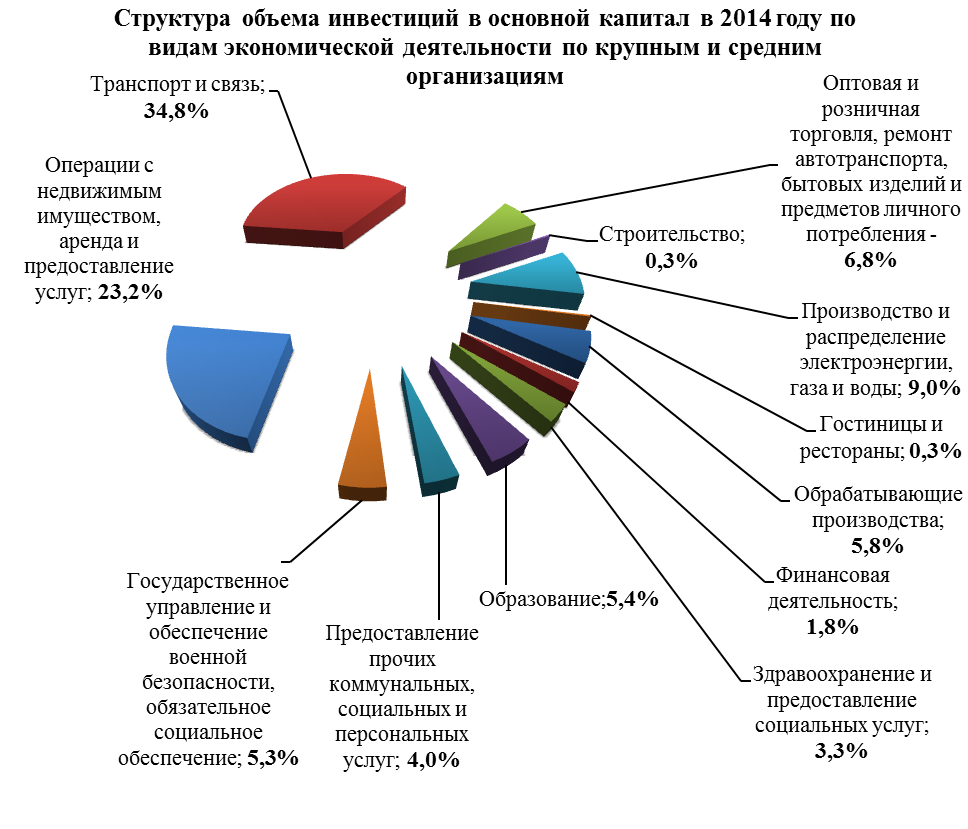 Структура объема инвестиций в основной капитал в 2014 году по
видам экономической деятельности по крупным и средним
организациям
Транспорт и связь;
34,8%
Операции с
недвижимым
имуществом,
аренда и
предоставление
услуг; 23,2%
Оптовая и
розничная
торговля, ремонт
автотранспорта,
бытовых изделий и
предметов личного
потребления -
6,8%
Строительство;
0,3%
Производство и
распределение
электроэнергии,
газа и воды; 9,0%
Гостиницы и
рестораны; 0,3%
Обрабатывающие
производства;
5,8%
Финансовая
деятельность;
1,8%
Здравоохранение и
предоставление
социальных услуг;
3,3%
Образование;5,4%
Предоставление
прочих
коммунальных,
социальных и
персональных
услуг; 4,0%
Государственное
управление и
обеспечение
военной
безопасности,
обязательное
социальное
обеспечение; 5,3%